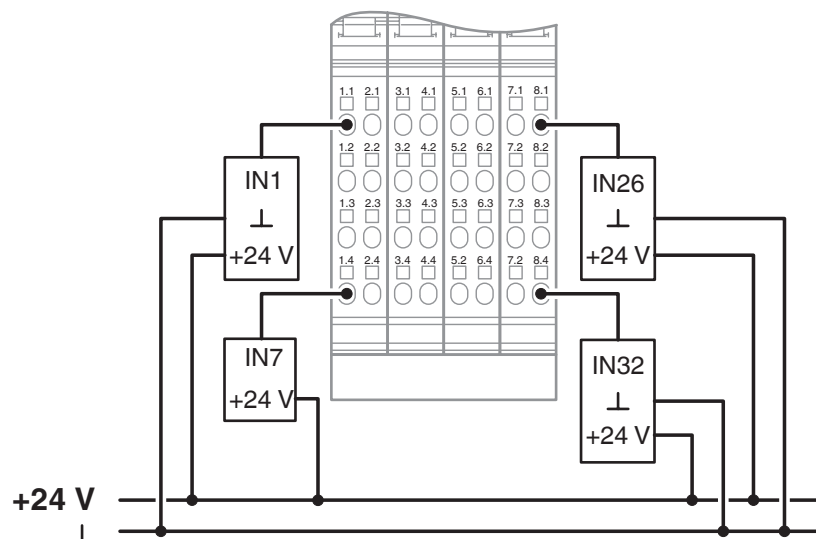 1.1 2.1 3.1 4.1 5.1 6.1 7.1 8.1
1.2 2.2 3.2 4.2 5.2 6.2 7.2 8.2
1.3 2.3 3.3 4.3 5.3 6.3 7.3 8.3
1.4 2.4 3.4 4.4 5.2 6.4 7.2 8.4
IN1
⊥
+24 V
IN7
+24 V
IN26
⊥
+24 V
IN32
⊥
+24 V
+24 V